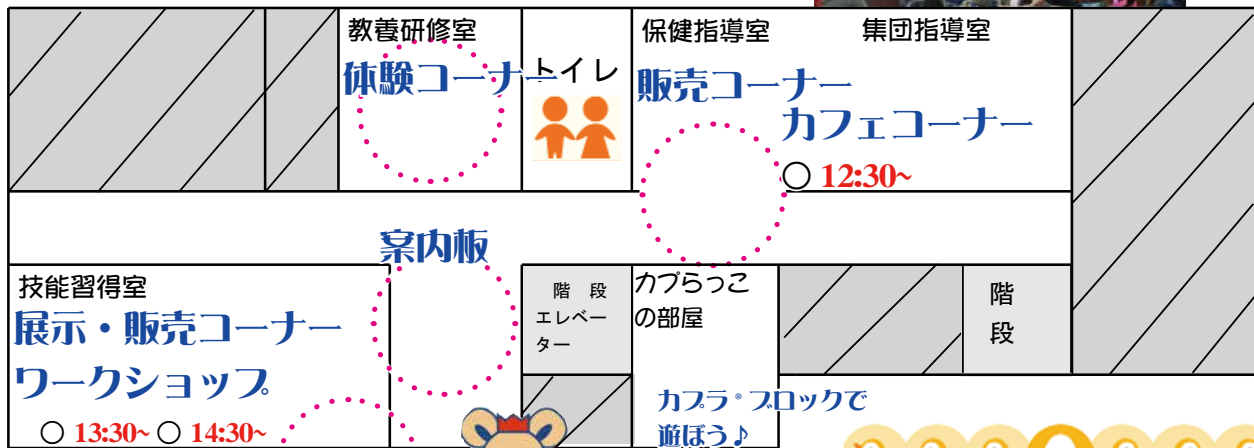 教養研修室
体験コーナー
トイレ
保健指導室
集団指導室
販売コーナー
カフェコーナー
○ 12:30~
案内板
技能習得室
展示・販売コーナー
ワークショップ
○ 13:30~ ○ 14:30~
階 段
エレベー
ター
カプらっこ
の部屋
カプラ®ブロックで
遊ぼう♪
階
段